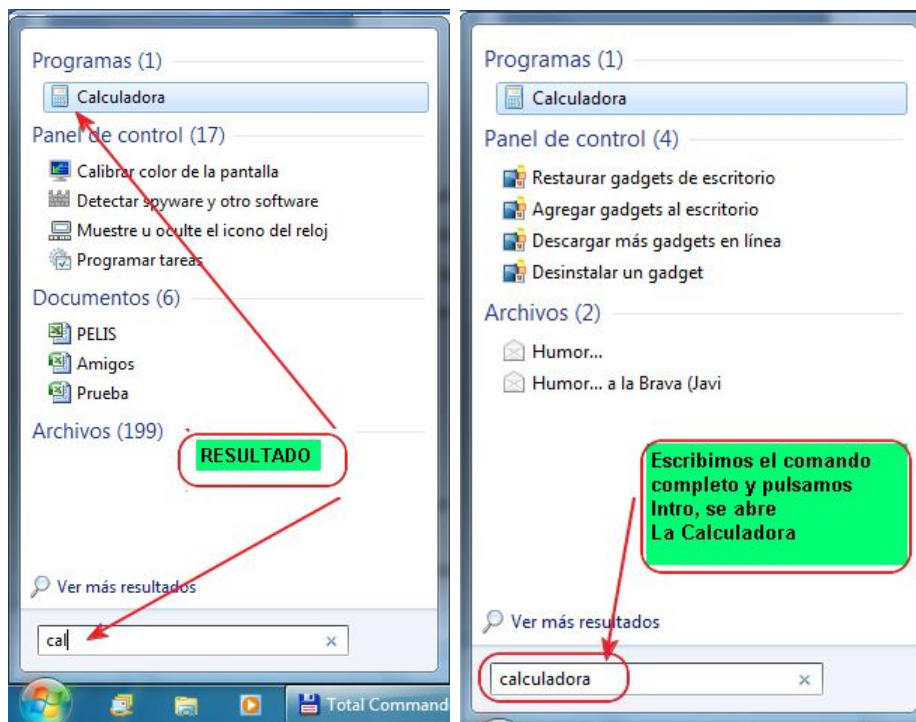 Programas (1)
Calculadora
Panel de control (17)
Calibrar color de la pantalla
Detectar spyware y otro software
Muestre u oculte el icono del reloj
Programar tareas
Documentos (6)
PELIS
Amigos
Prueba
Archivos (199)
RESULTADO
Ver más resultados
cal
Total Command
Programas (1)
Calculadora
Panel de control (4)
Restaurar gadgets de escritorio
Agregar gadgets al escritorio
Descargar más gadgets en línea
Desinstalar un gadget
Archivos (2)
Humor...
Humor... a la Brava (Javi
Escribimos el comando
completo y pulsamos
Intro, se abre
La Calculadora
Ver más resultados
calculadora